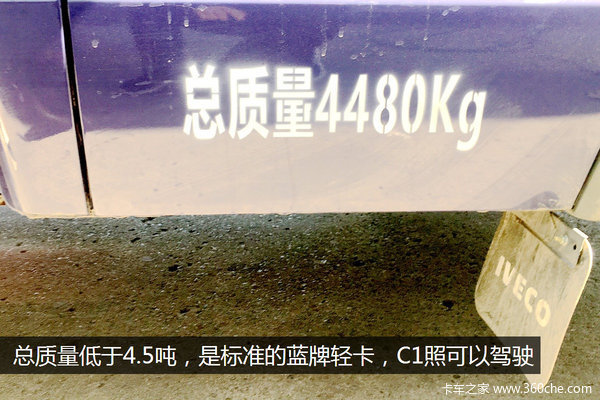 总质量4480Kg
IVECO
总质量低于4.5吨，是标准的蓝牌轻卡，C1照可以驾驶
卡车之家 www.360che.com